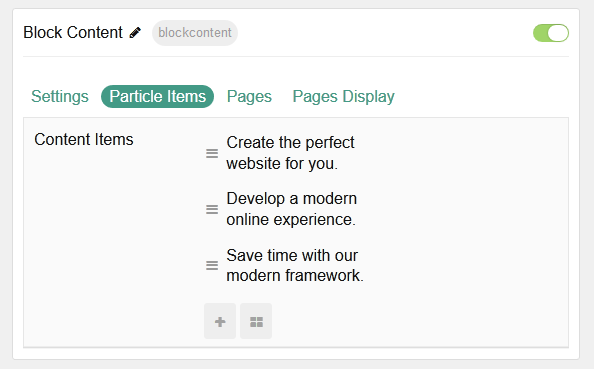 Block Content
blockcontent
Settings
Particle Items
Pages
Pages Display
Content Items
Create the perfect
website for you.
Develop a modern
online experience.
Save time with our
modern framework.